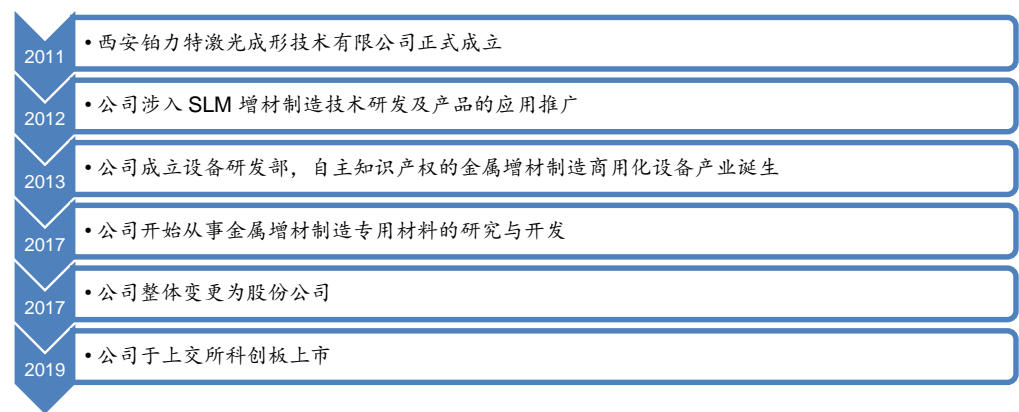 2011
•西安铂力特激光成形技术有限公司正式成立
2012
•公司涉入 SLM 增材制造技术研发及产品的应用推广
2013
•公司成立设备研发部，自主知识产权的金属增材制造商用化设备产业诞生
2017
•公司开始从事金属增材制造专用材料的研究与开发
2017
•公司整体变更为股份公司
2019
•公司于上交所科创板上市